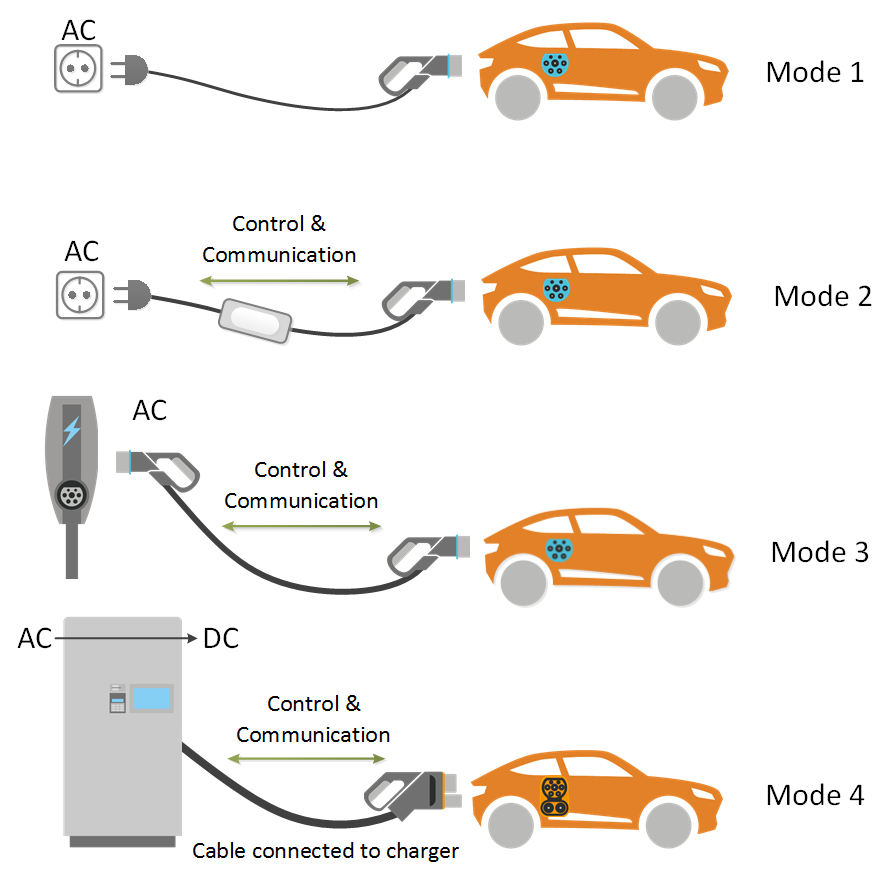 AC
Mode 1
Control &
Communication
AC
Mode 2
AC
Control &
Communication
Mode 3
AC
DC
Control &
Communication
Mode 4
Cable connected to charger